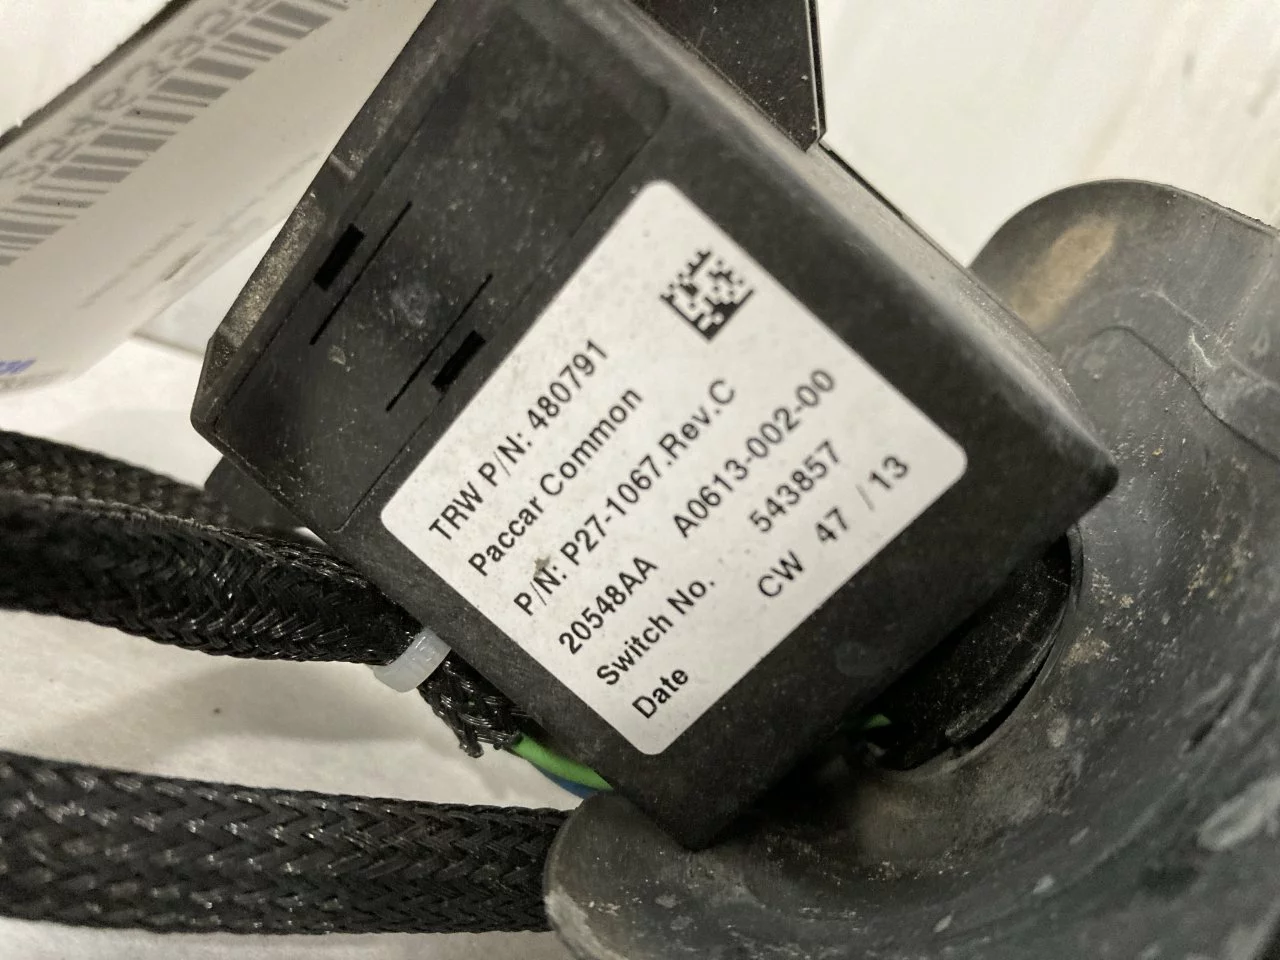 TRW P/N: 480791
Paccar Common
P/N: P27-1067.Rev.C
20548AA A0613-002-00
Switch No. 543857
Date CW 47 /13